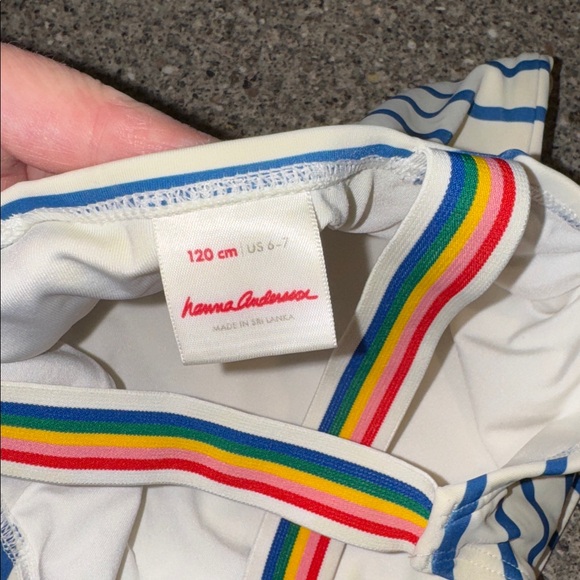 120 cm | US 6-7
hanna andersson
MADE IN SRI LANKA